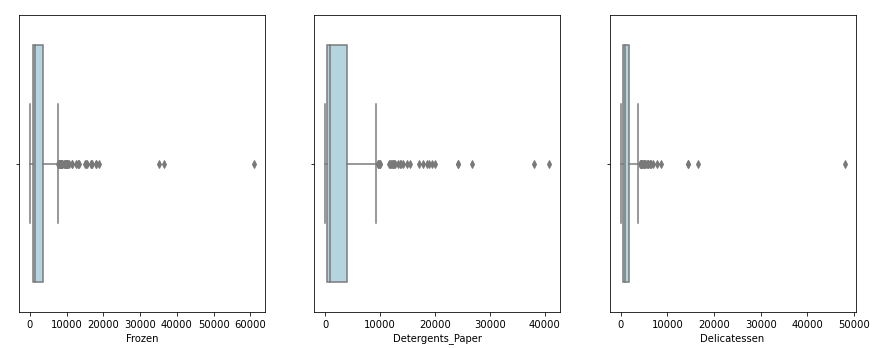 0 10000 20000 30000 40000 50000 60000
Frozen
0 10000 20000 30000 40000
Detergents_Paper
0 10000 20000 30000 40000 50000
Delicatessen